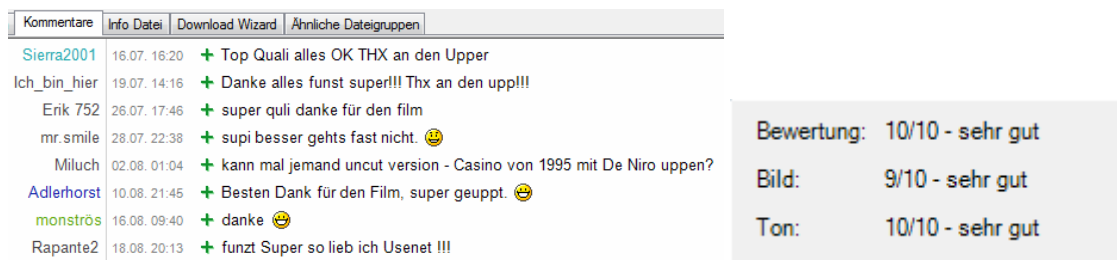 Kommentare Info Datei Download Wizard Ähnliche Dateigruppen
Sierra2001 16.07. 16:20 + Top Quali alles OK THX an den Upper
Ich_bin_hier 19.07. 14:16 + Danke alles funst super!!! Thx an den upp!!!
Erik 752 26.07. 17:46 + super quli danke für den film
mr.smile 28.07. 22:38 + supi besser gehts fast nicht.
Miluch 02.08. 01:04 + kann mal jemand uncut version - Casino von 1995 mit De Niro uppen?
Adlerhorst 10.08. 21:45 + Besten Dank für den Film, super geuppt.
monströs 16.08. 09:40 + danke
Rapante2 18.08. 20:13 + funzt Super so lieb ich Usenet !!!
Bewertung: 10/10 - sehr gut
Bild: 9/10 - sehr gut
Ton: 10/10 - sehr gut